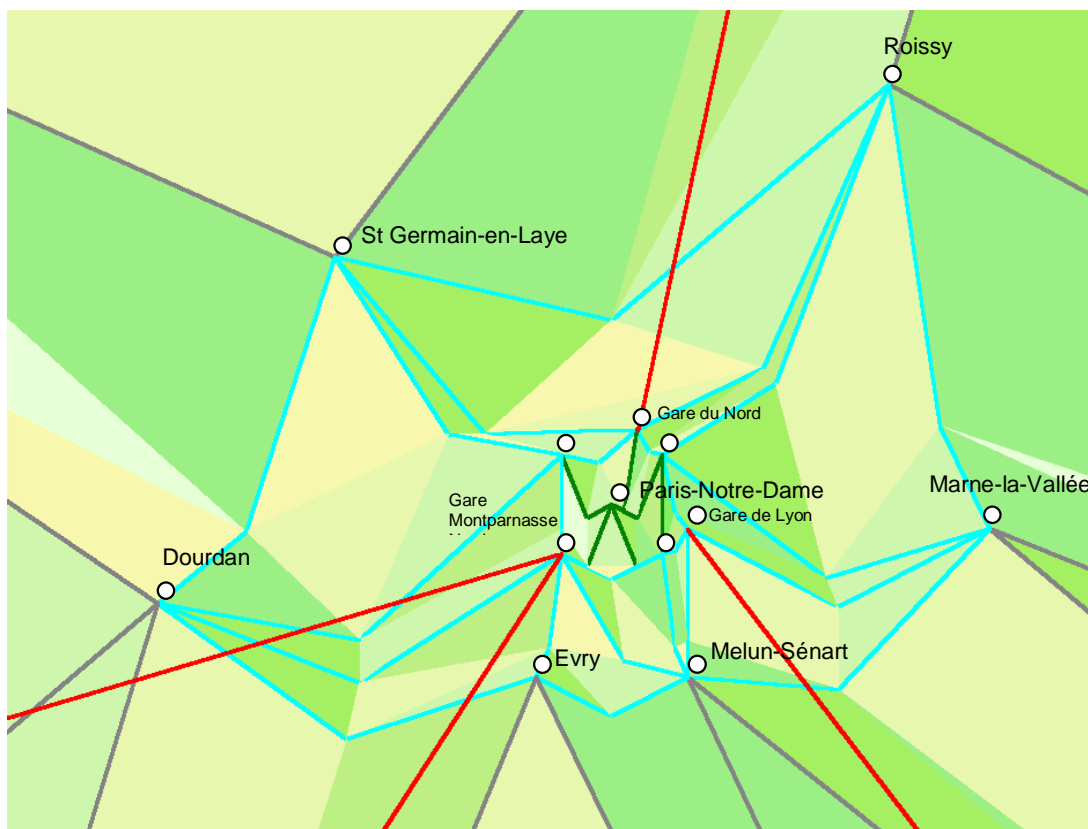 Roissy
St Germain-en-Laye
Gare du Nord
Paris-Notre-Dame
Marne-la-Vallée
Gare
Montparnasse
Gare de Lyon
Dourdan
Evry
Melun-Sénart